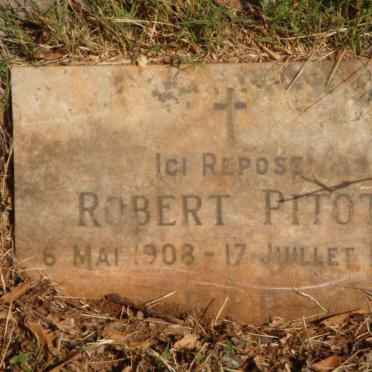 ICI REPOSE
ROBERT PITOT
6 MAI 1908 - 17 JUILLET